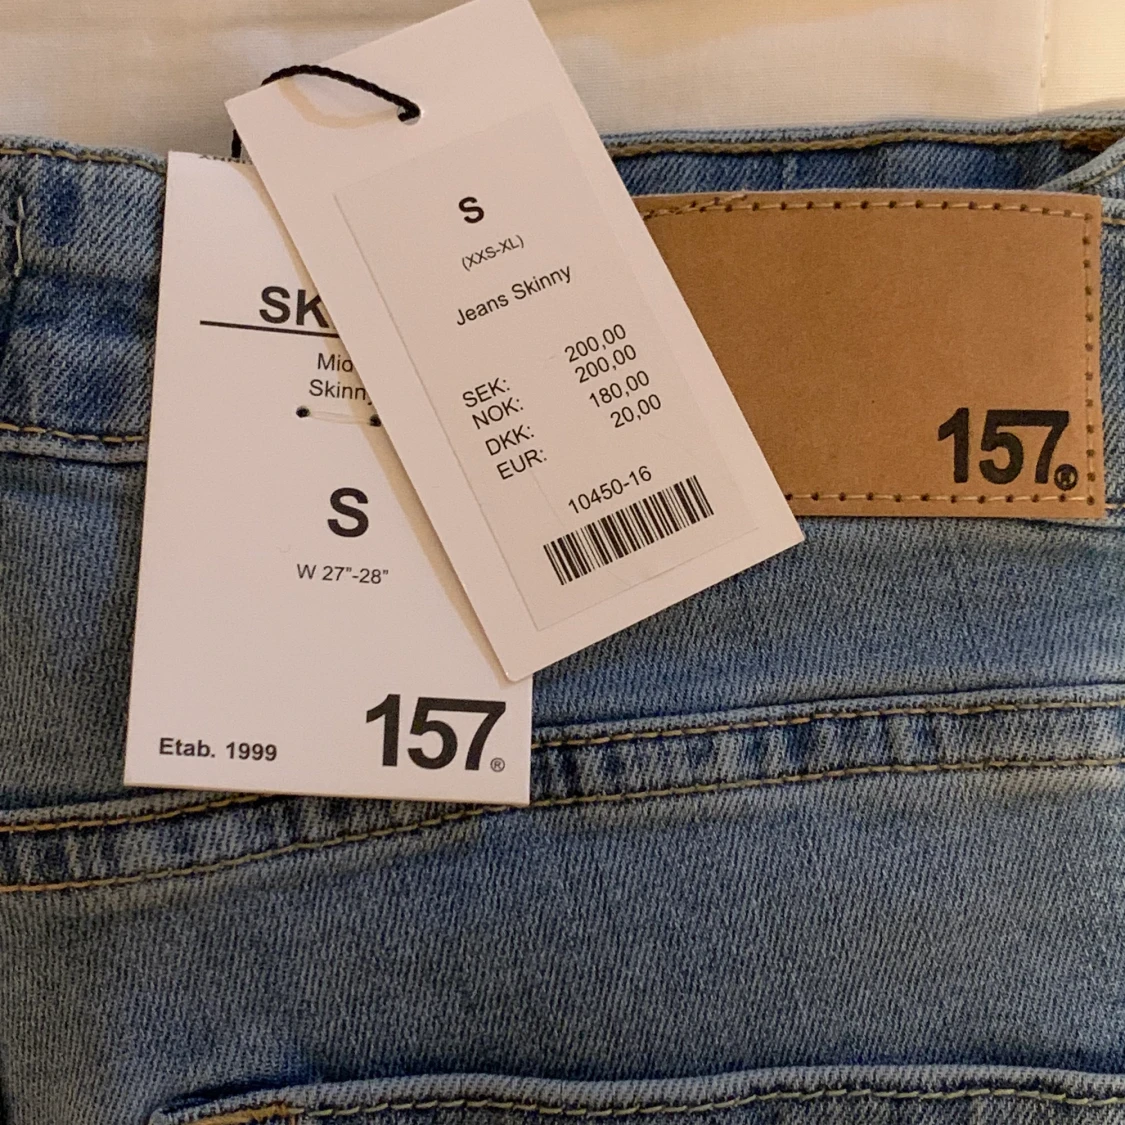 S
(XXS-XL)
Jeans Skinny
SEK: 200,00
NOK: 200,00
DKK: 180,00
EUR: 20,00
10450-16
SK
Mid
Skinny
S
W 27"-28"
Etab. 1999
157®
157®